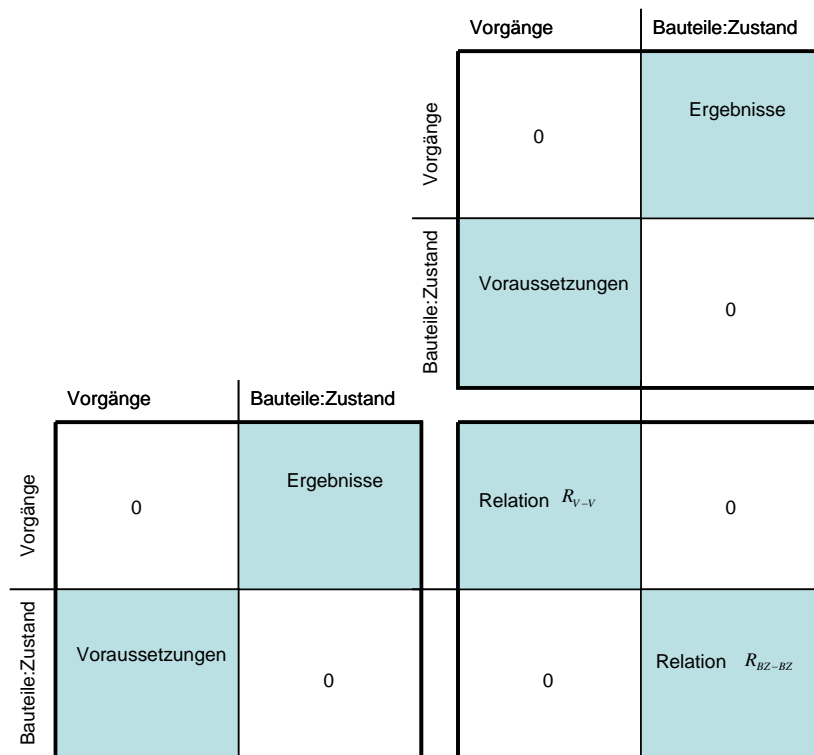 Vorgänge Bauteile:Zustand
Vorgänge
0
Ergebnisse
Bauteile:Zustand
Voraussetzungen
0
Vorgänge Bauteile:Zustand
Vorgänge
0
Ergebnisse
Relation R_{V-V}
0
Bauteile:Zustand
Voraussetzungen
0
0
Relation R_{BZ-BZ}